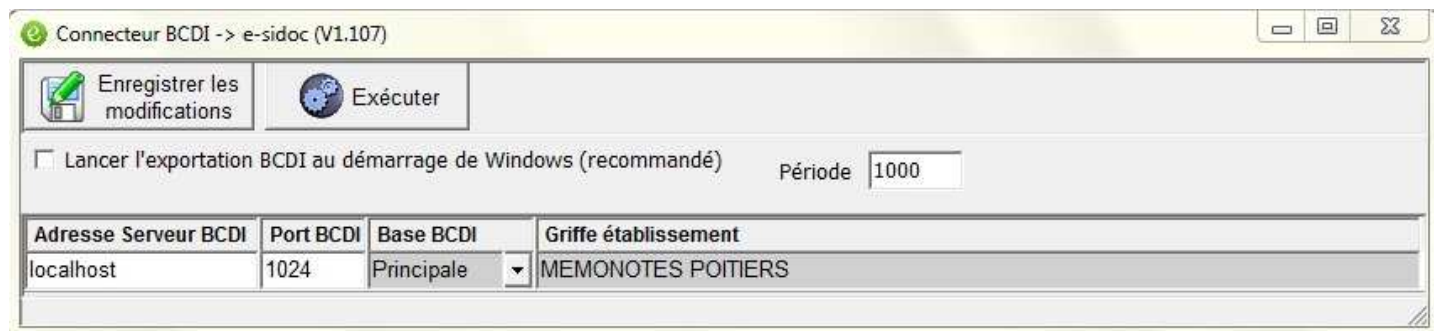 Connecteur BCDI -> e-sidoc (V1.107)
Enregistrer les
modifications
Exécuter
Lancer l'exportation BCDI au démarrage de Windows (recommandé)
Période 1000
Adresse Serveur BCDI Port BCDI Base BCDI Griffe établissement
localhost 1024 Principale MEMONOTES POITIERS